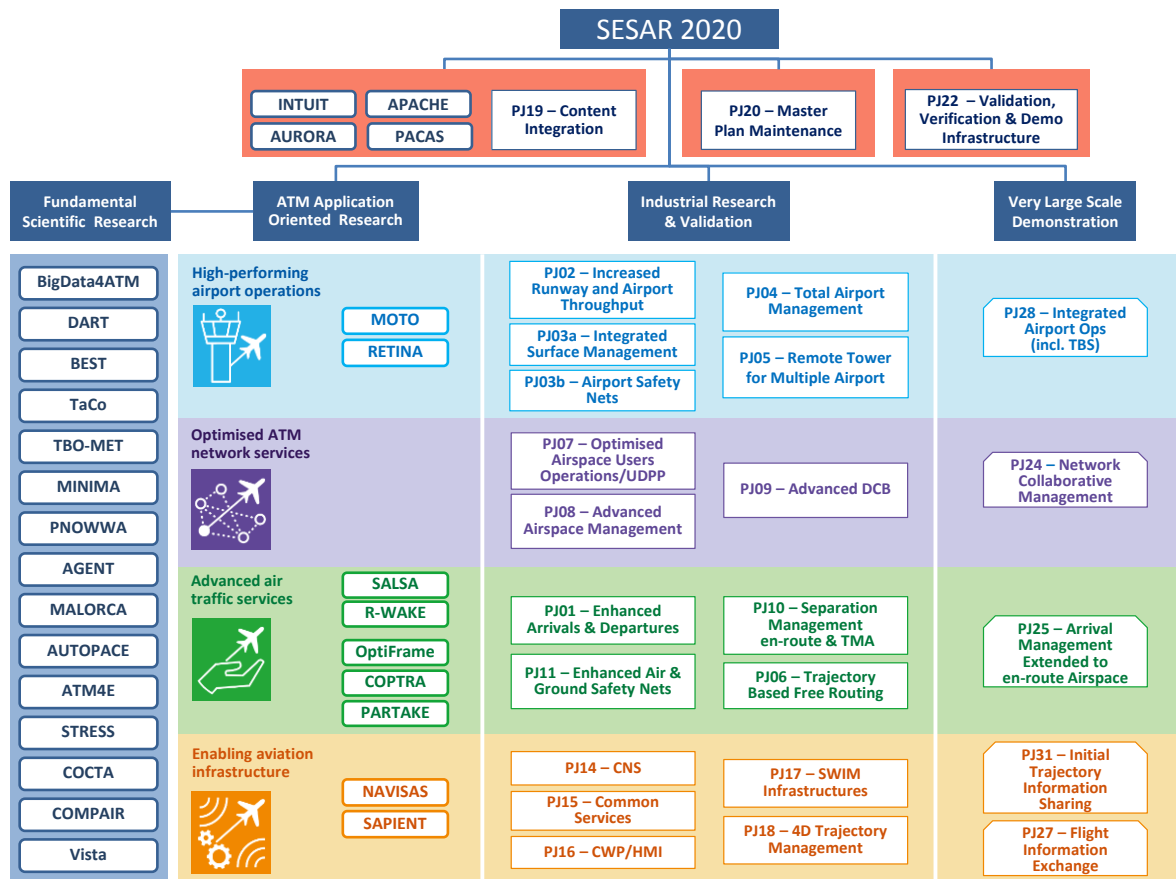 SESAR 2020
INTUIT
APACHE
AURORA
PACAS
PJ19 – Content
Integration
PJ20 – Master
Plan Maintenance
PJ22 – Validation,
Verification & Demo
Infrastructure
Fundamental
Scientific Research
ATM Application
Oriented Research
Industrial Research
& Validation
Very Large Scale
Demonstration
BigData4ATM
DART
BEST
TaCo
TBO-MET
MINIMA
PNOWWA
AGENT
MALORCA
AUTOPACE
ATM4E
STRESS
COCTA
COMPAIR
Vista
High-performing
airport operations
MOTO
RETINA
PJ02 – Increased
Runway and Airport
Throughput
PJ03a – Integrated
Surface Management
PJ03b – Airport Safety
Nets
PJ04 – Total Airport
Management
PJ05 – Remote Tower
for Multiple Airport
PJ28 – Integrated
Airport Ops
(incl. TBS)
Optimised ATM
network services
PJ07 – Optimised
Airspace Users
Operations/UDPP
PJ08 – Advanced
Airspace Management
PJ09 – Advanced DCB
PJ24 – Network
Collaborative
Management
Advanced air
traffic services
SALSA
R-WAKE
OptiFrame
COPTRA
PARTAKE
PJ01 – Enhanced
Arrivals & Departures
PJ11 – Enhanced Air &
Ground Safety Nets
PJ10 – Separation
Management
en-route & TMA
PJ06 – Trajectory
Based Free Routing
PJ25 – Arrival
Management
Extended to
en-route Airspace
Enabling aviation
infrastructure
NAVISAS
SAPIENT
PJ14 – CNS
PJ15 – Common
Services
PJ16 – CWP/HMI
PJ17 – SWIM
Infrastructures
PJ18 – 4D Trajectory
Management
PJ31 – Initial
Trajectory
Information
Sharing
PJ27 – Flight
Information
Exchange